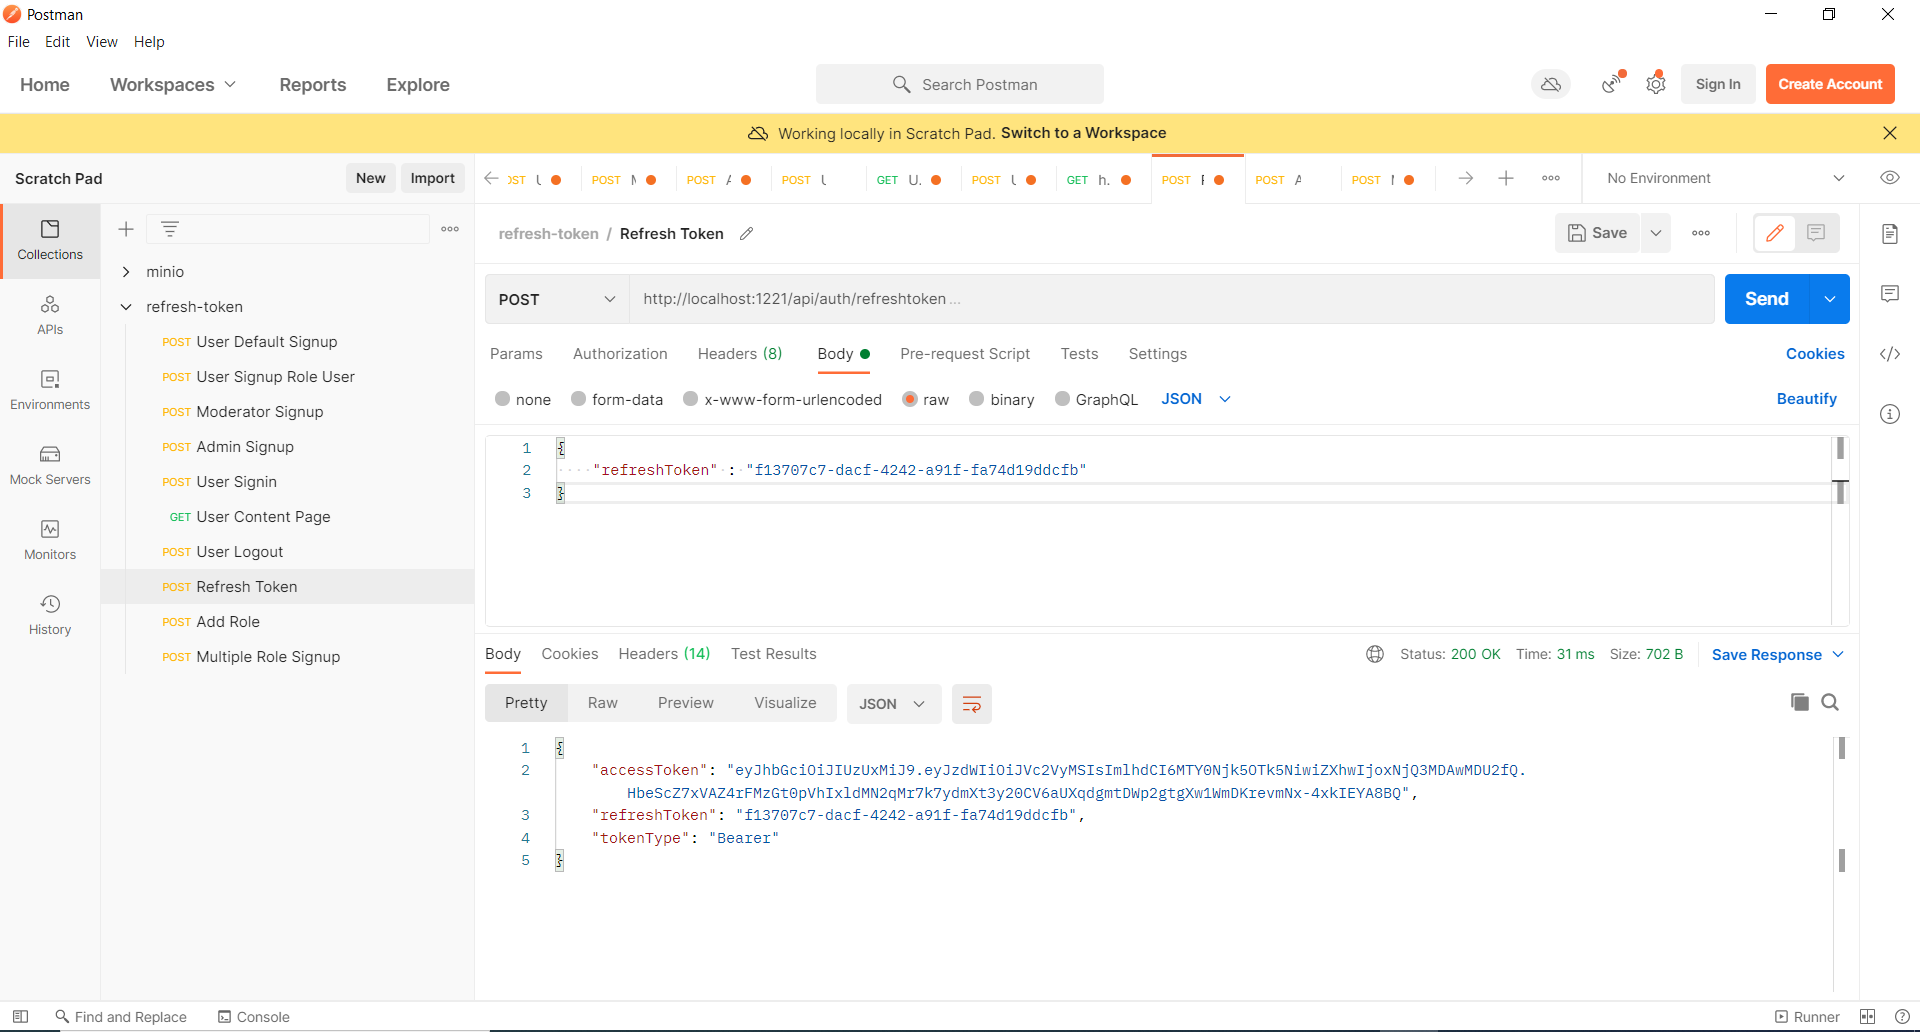 Postman
File Edit View Help
Home Workspaces Reports Explore Search Postman Sign In Create Account
Working locally in Scratch Pad. Switch to a Workspace
Scratch Pad New Import
OST POST POST POST GET U. POST GET h. POST POST POST No Environment
Collections
refresh-token / Refresh Token Save
minio
refresh-token
POST http://localhost:1221/api/auth/refreshtoken ... Send
APIs
POST User Default Signup
POST User Signup Role User
POST Moderator Signup
POST Admin Signup
POST User Signin
GET User Content Page
POST User Logout
POST Refresh Token
POST Add Role
POST Multiple Role Signup
Environments
Mock Servers
Monitors
History
Params Authorization Headers (8) Body Pre-request Script Tests Settings Cookies
none form-data x-www-form-urlencoded raw binary GraphQL JSON Beautify
1 {
2 "refreshToken" : "f13707c7-dacf-4242-a91f-fa74d19ddcfb"
3 }
Body Cookies Headers (14) Test Results Status: 200 OK Time: 31 ms Size: 702 B Save Response
Pretty Raw Preview Visualize JSON
1 {
2 "accessToken": "eyJhbGciOiJIUzUxMiJ9.eyJzdWIiOiJVc2VyMSIsImlhdCI6MTY0Njk5OTk5NiwiZXhwIjoxNjQ3MDAwMDU2fQ.
HbeScZ7xVAZ4rFMzGt0pVhIxldMN2qMr7k7ydmXt3y20CV6aUXqdgmtDWp2gtgXw1WmDKrevmNx-4xkIEYA8BQ",
3 "refreshToken": "f13707c7-dacf-4242-a91f-fa74d19ddcfb",
4 "tokenType": "Bearer"
5 }
Find and Replace Console Runner